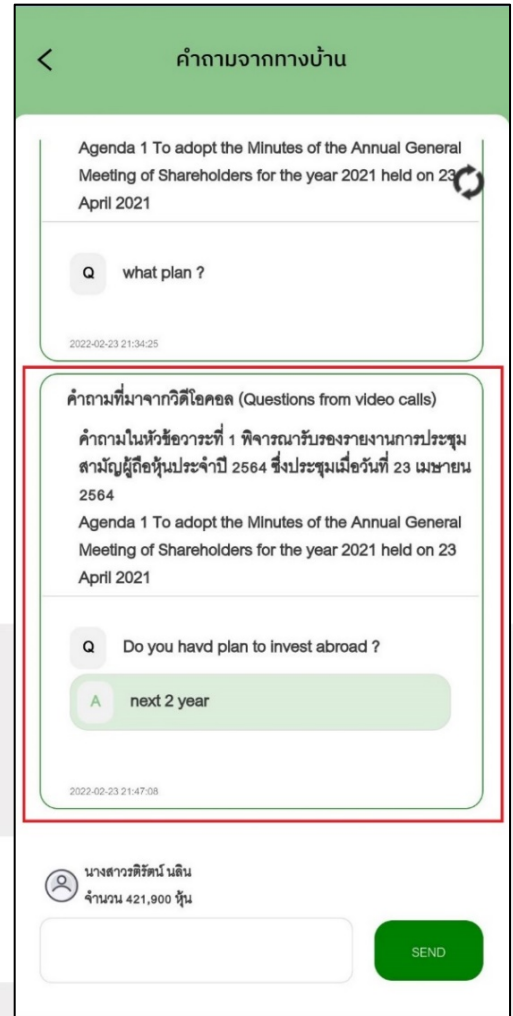 คำถามจากทางบ้าน
Agenda 1 To adopt the Minutes of the Annual General
Meeting of Shareholders for the year 2021 held on 23
April 2021
Q what plan ?
2022-02-23 21:34:25
คำถามที่มาจากวิดีโอคอล (Questions from video calls)
คำถามในหัวข้อวาระที่ 1 พิจารณารับรองรายงานการประชุม
สามัญผู้ถือหุ้นประจำปี 2564 ซึ่งประชุมเมื่อวันที่ 23 เมษายน
2564
Agenda 1 To adopt the Minutes of the Annual General
Meeting of Shareholders for the year 2021 held on 23
April 2021
Q Do you havd plan to invest abroad ?
A next 2 year
2022-02-23 21:47:08
นางสาวรติรัตน์ นลิน
จำนวน 421,900 หุ้น
SEND